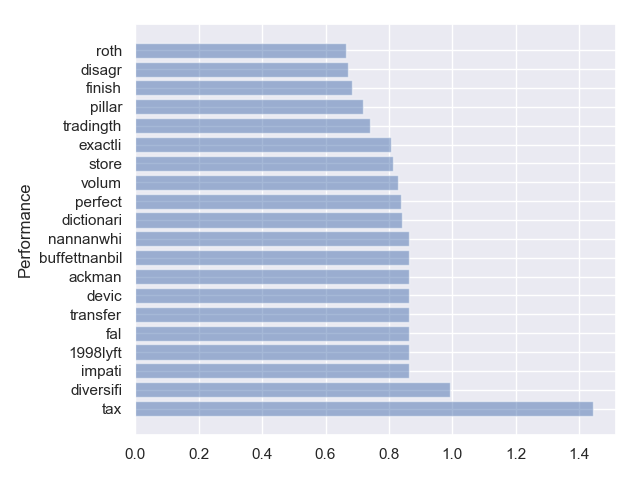 roth
disagr
finish
pillar
tradingth
exactli
store
volum
perfect
dictionari
nannanwhi
buffettnanbil
ackman
devic
transfer
fal
1998lyft
impati
diversifi
tax
Performance
0.0 0.2 0.4 0.6 0.8 1.0 1.2 1.4